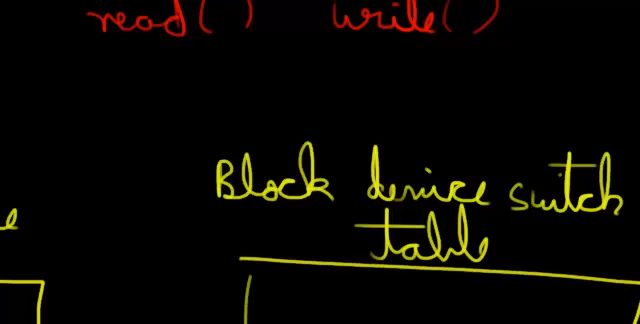 read() write()
Block device switch
e
table